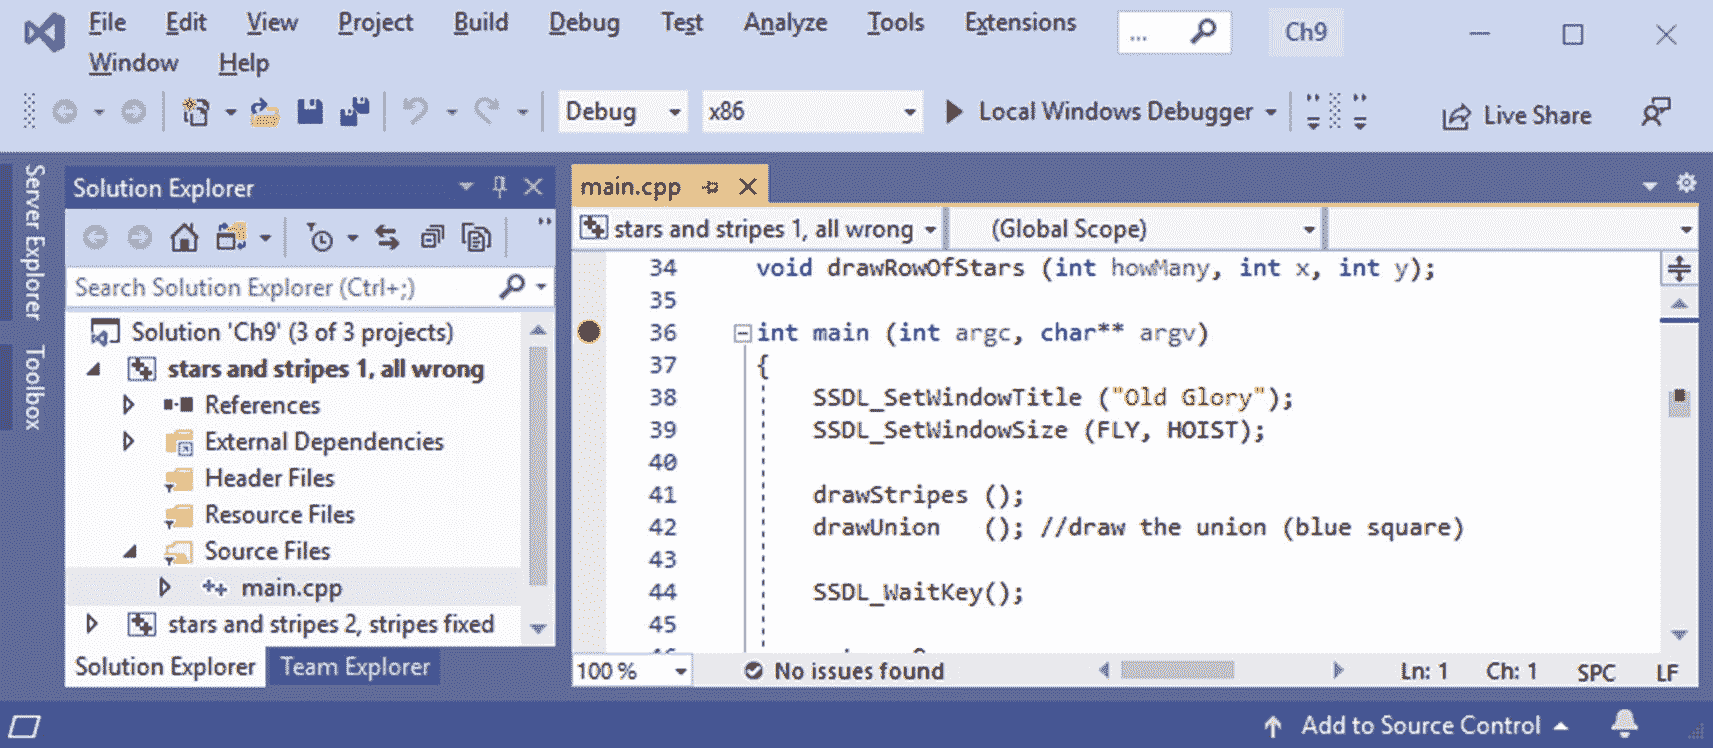 File Edit View Project Build Debug Test Analyze Tools Extensions ... Ch9
Window Help
Debug x86 Local Windows Debugger Live Share
Server Explorer
Toolbox
Solution Explorer
Search Solution Explorer (Ctrl+;)
Solution 'Ch9' (3 of 3 projects)
stars and stripes 1, all wrong
References
External Dependencies
Header Files
Resource Files
Source Files
++ main.cpp
stars and stripes 2, stripes fixed
Solution Explorer Team Explorer
main.cpp
stars and stripes 1, all wrong (Global Scope)
34 void drawRowOfStars (int howMany, int x, int y);
35
36 int main (int argc, char** argv)
37 {
38 SSDL_SetWindowTitle ("Old Glory");
39 SSDL_SetWindowSize (FLY, HOIST);
40
41 drawStripes ();
42 drawUnion (); //draw the union (blue square)
43
44 SSDL_WaitKey();
45
100 % No issues found Ln: 1 Ch: 1 SPC LF
Add to Source Control